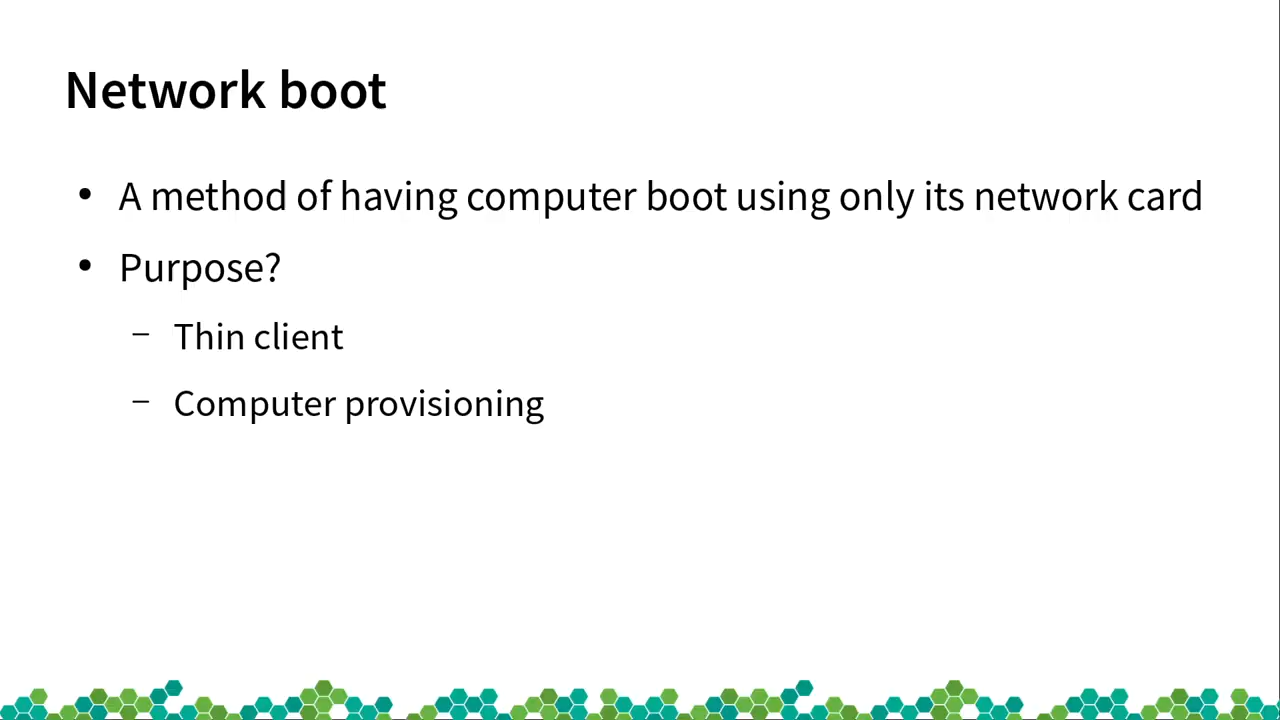 Network boot
• A method of having computer boot using only its network card
• Purpose?
– Thin client
– Computer provisioning